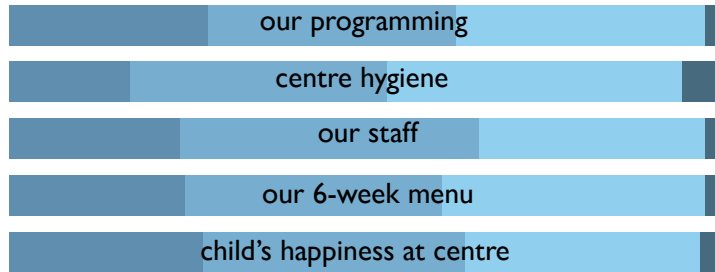 our programming
centre hygiene
our staff
our 6-week menu
child's happiness at centre